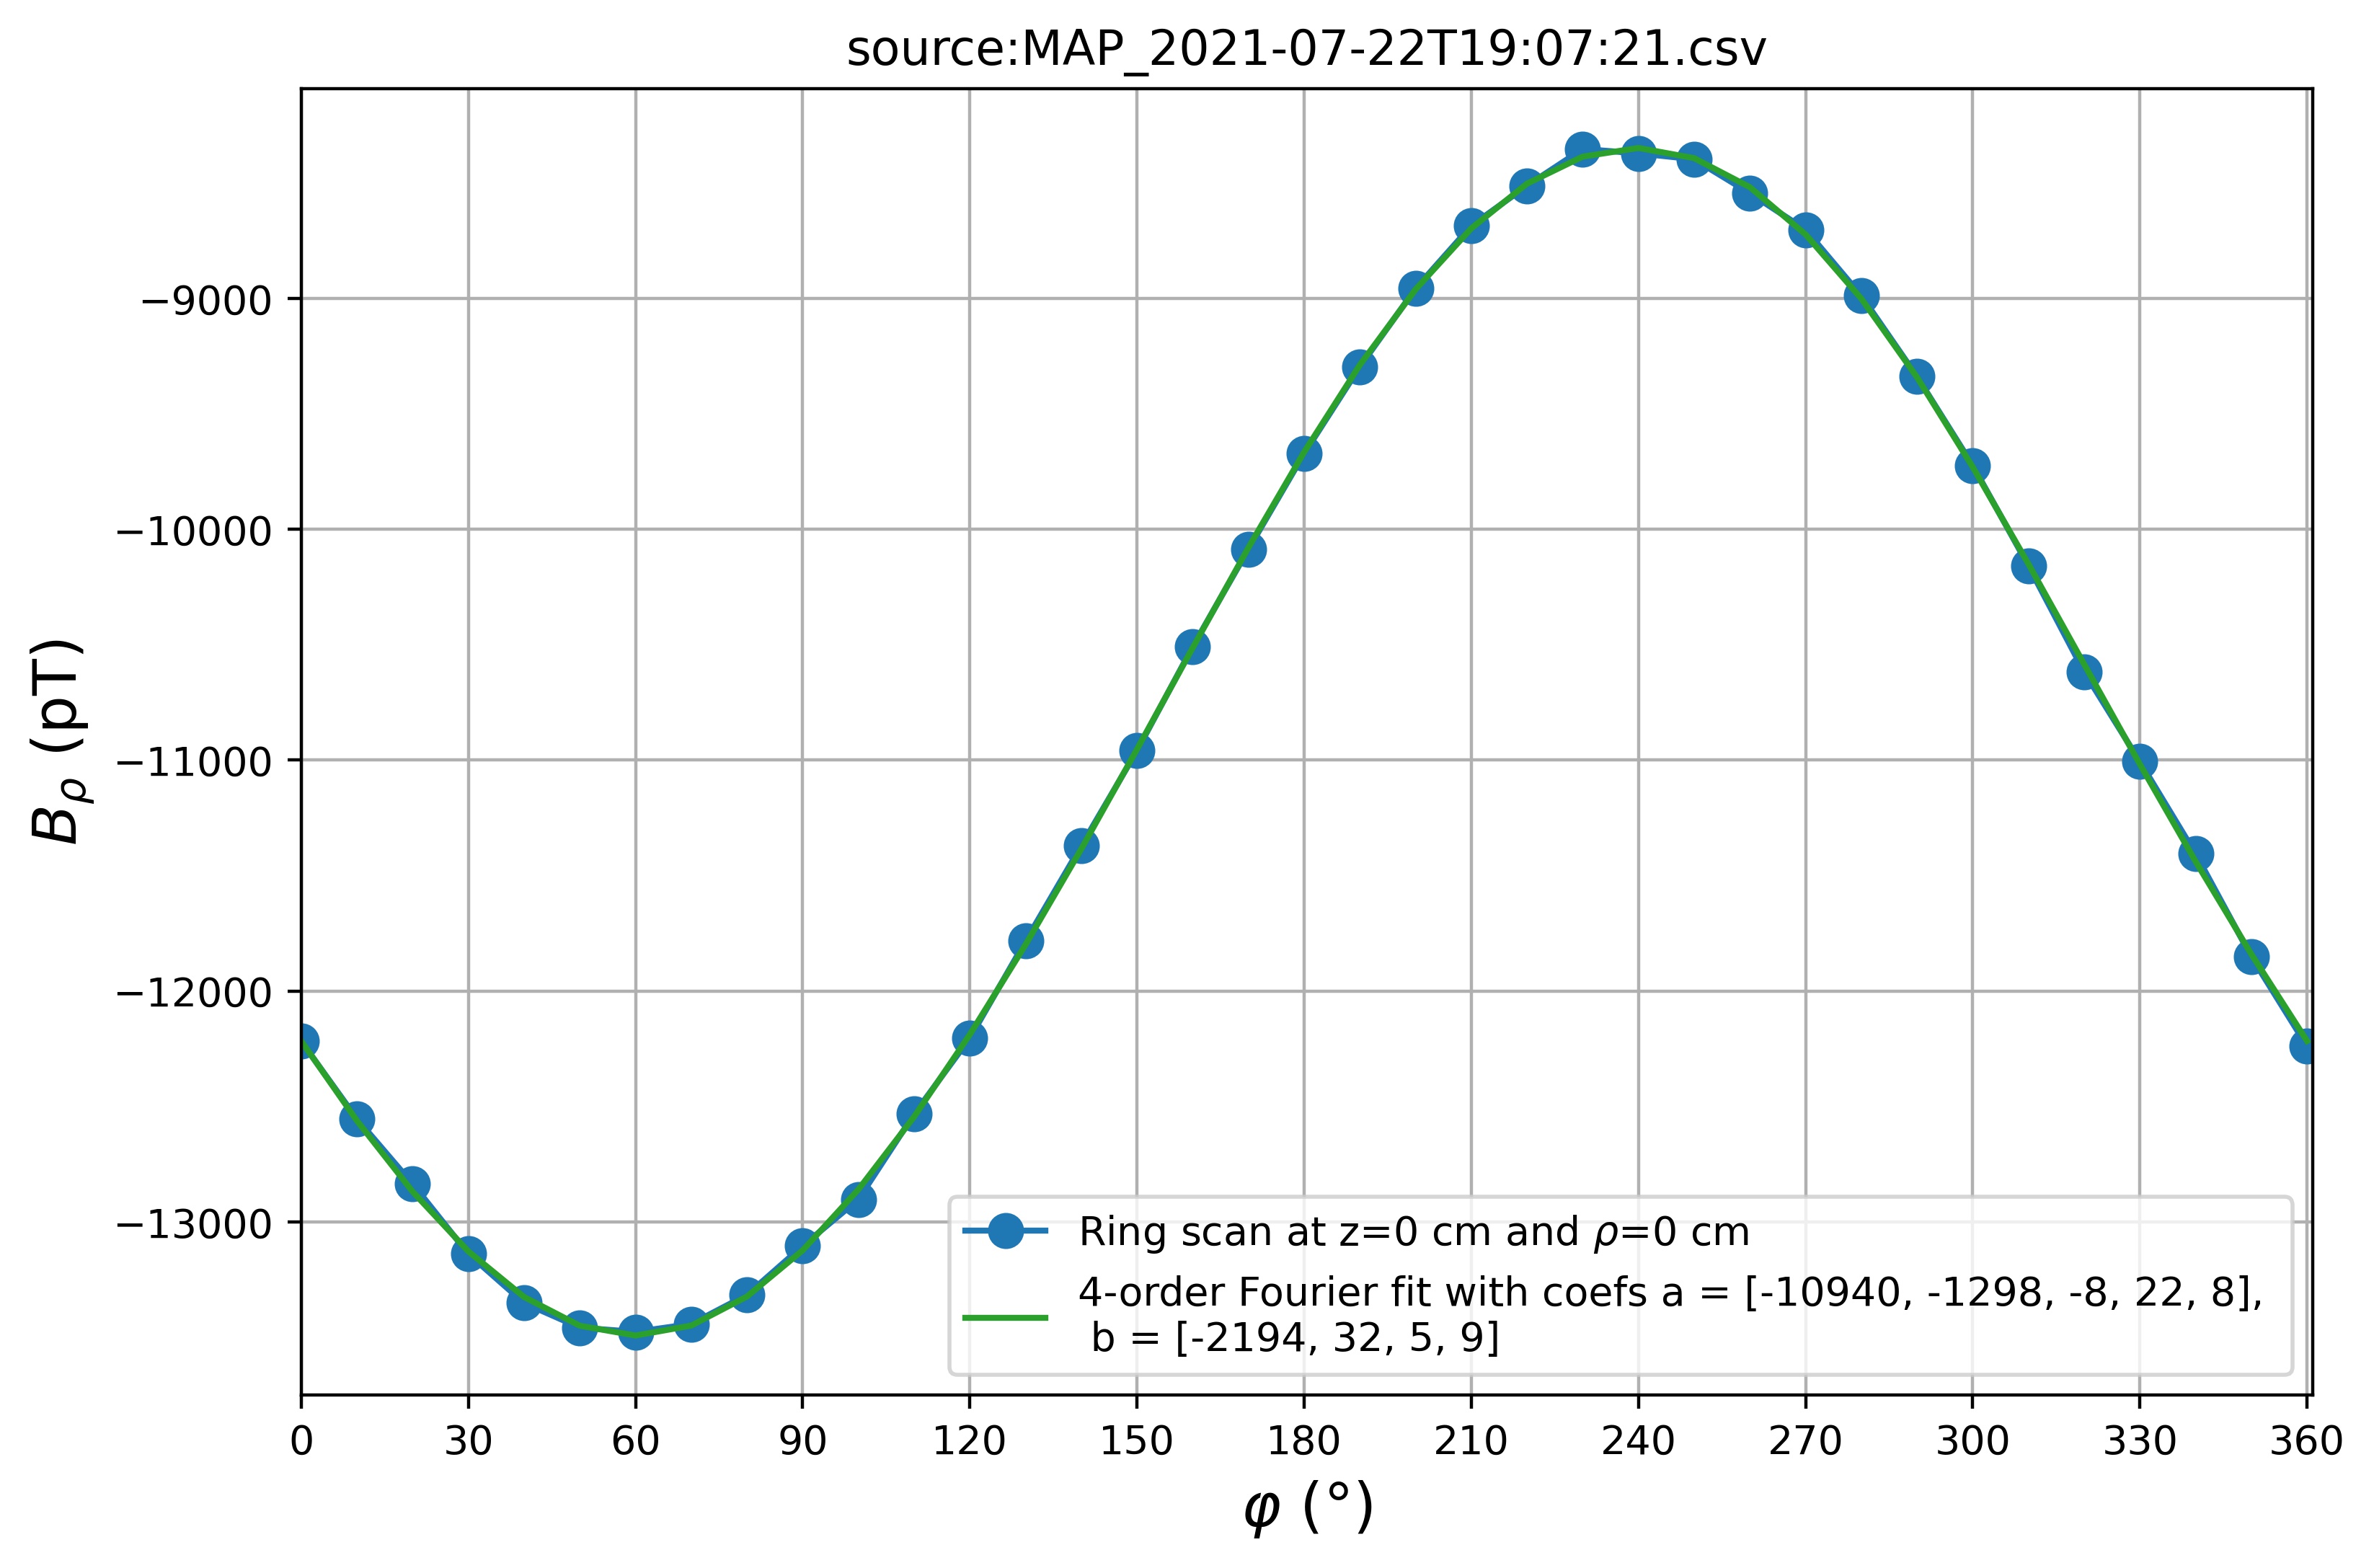 source:MAP_2021-07-22T19:07:21.csv
−9000
−10000
−11000
−12000
−13000
Bρ (pT)
Ring scan at z=0 cm and ρ=0 cm
4-order Fourier fit with coefs a = [-10940, -1298, -8, 22, 8],
b = [-2194, 32, 5, 9]
0 30 60 90 120 150 180 210 240 270 300 330 360
φ (°)